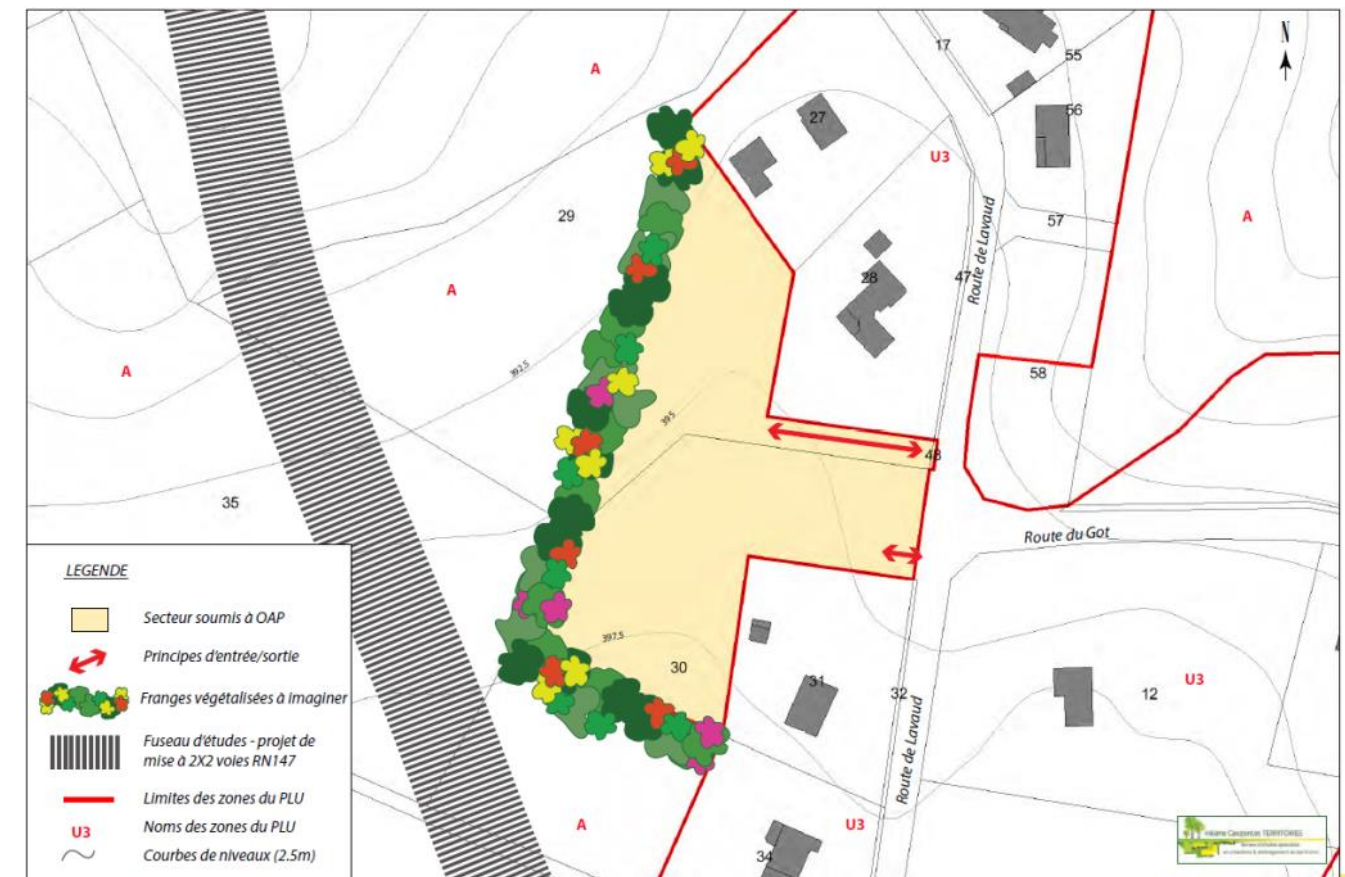 N
17
55
A
56
27
U3
29
57
A
Route de Lavaud
28
47
A
A
392,5
58
39,5
48
35
Route du Got
LEGENDE
Secteur soumis à OAP
Principes d'entrée/sortie
Franges végétalisées à imaginer
Fuseau d'études - projet de
mise à 2X2 voies RN147
Limites des zones du PLU
U3 Noms des zones du PLU
Courbes de niveaux (2.5m)
397,5
30
31
32
12
U3
Route de Lavaud
A
U3
34
TERRITOIRES